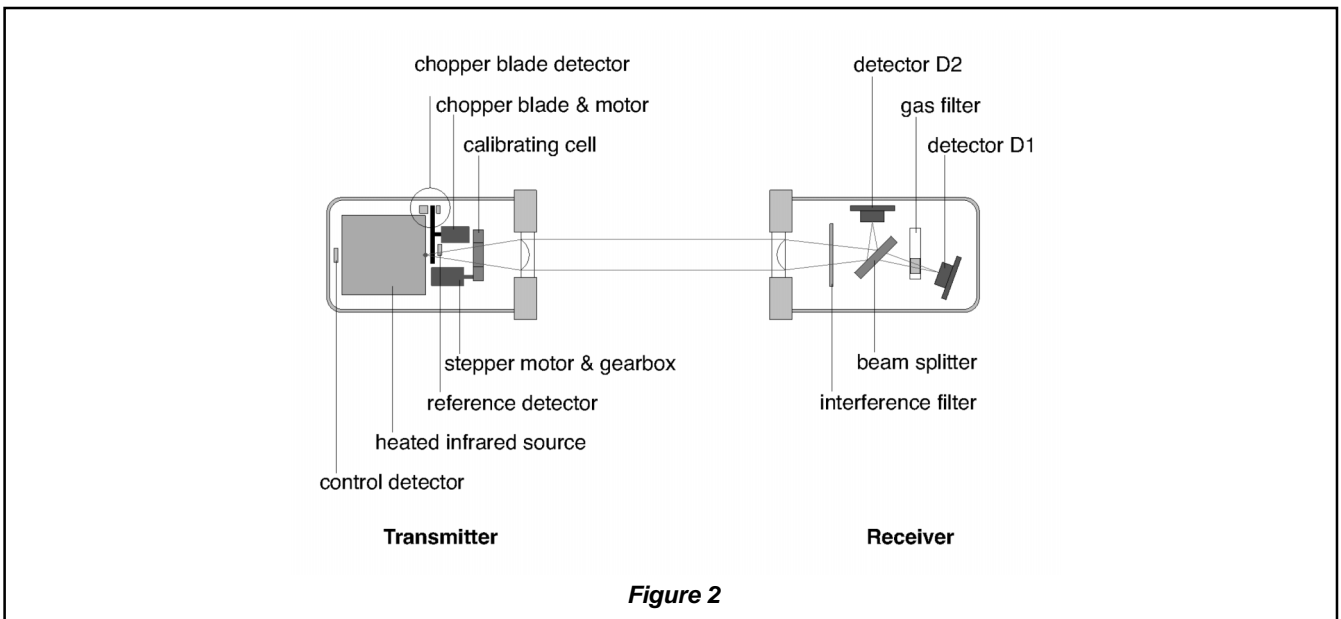 chopper blade detector
chopper blade & motor
calibrating cell
detector D2
gas filter
detector D1
stepper motor & gearbox
reference detector
heated infrared source
control detector
beam splitter
interference filter
Transmitter
Receiver
Figure 2